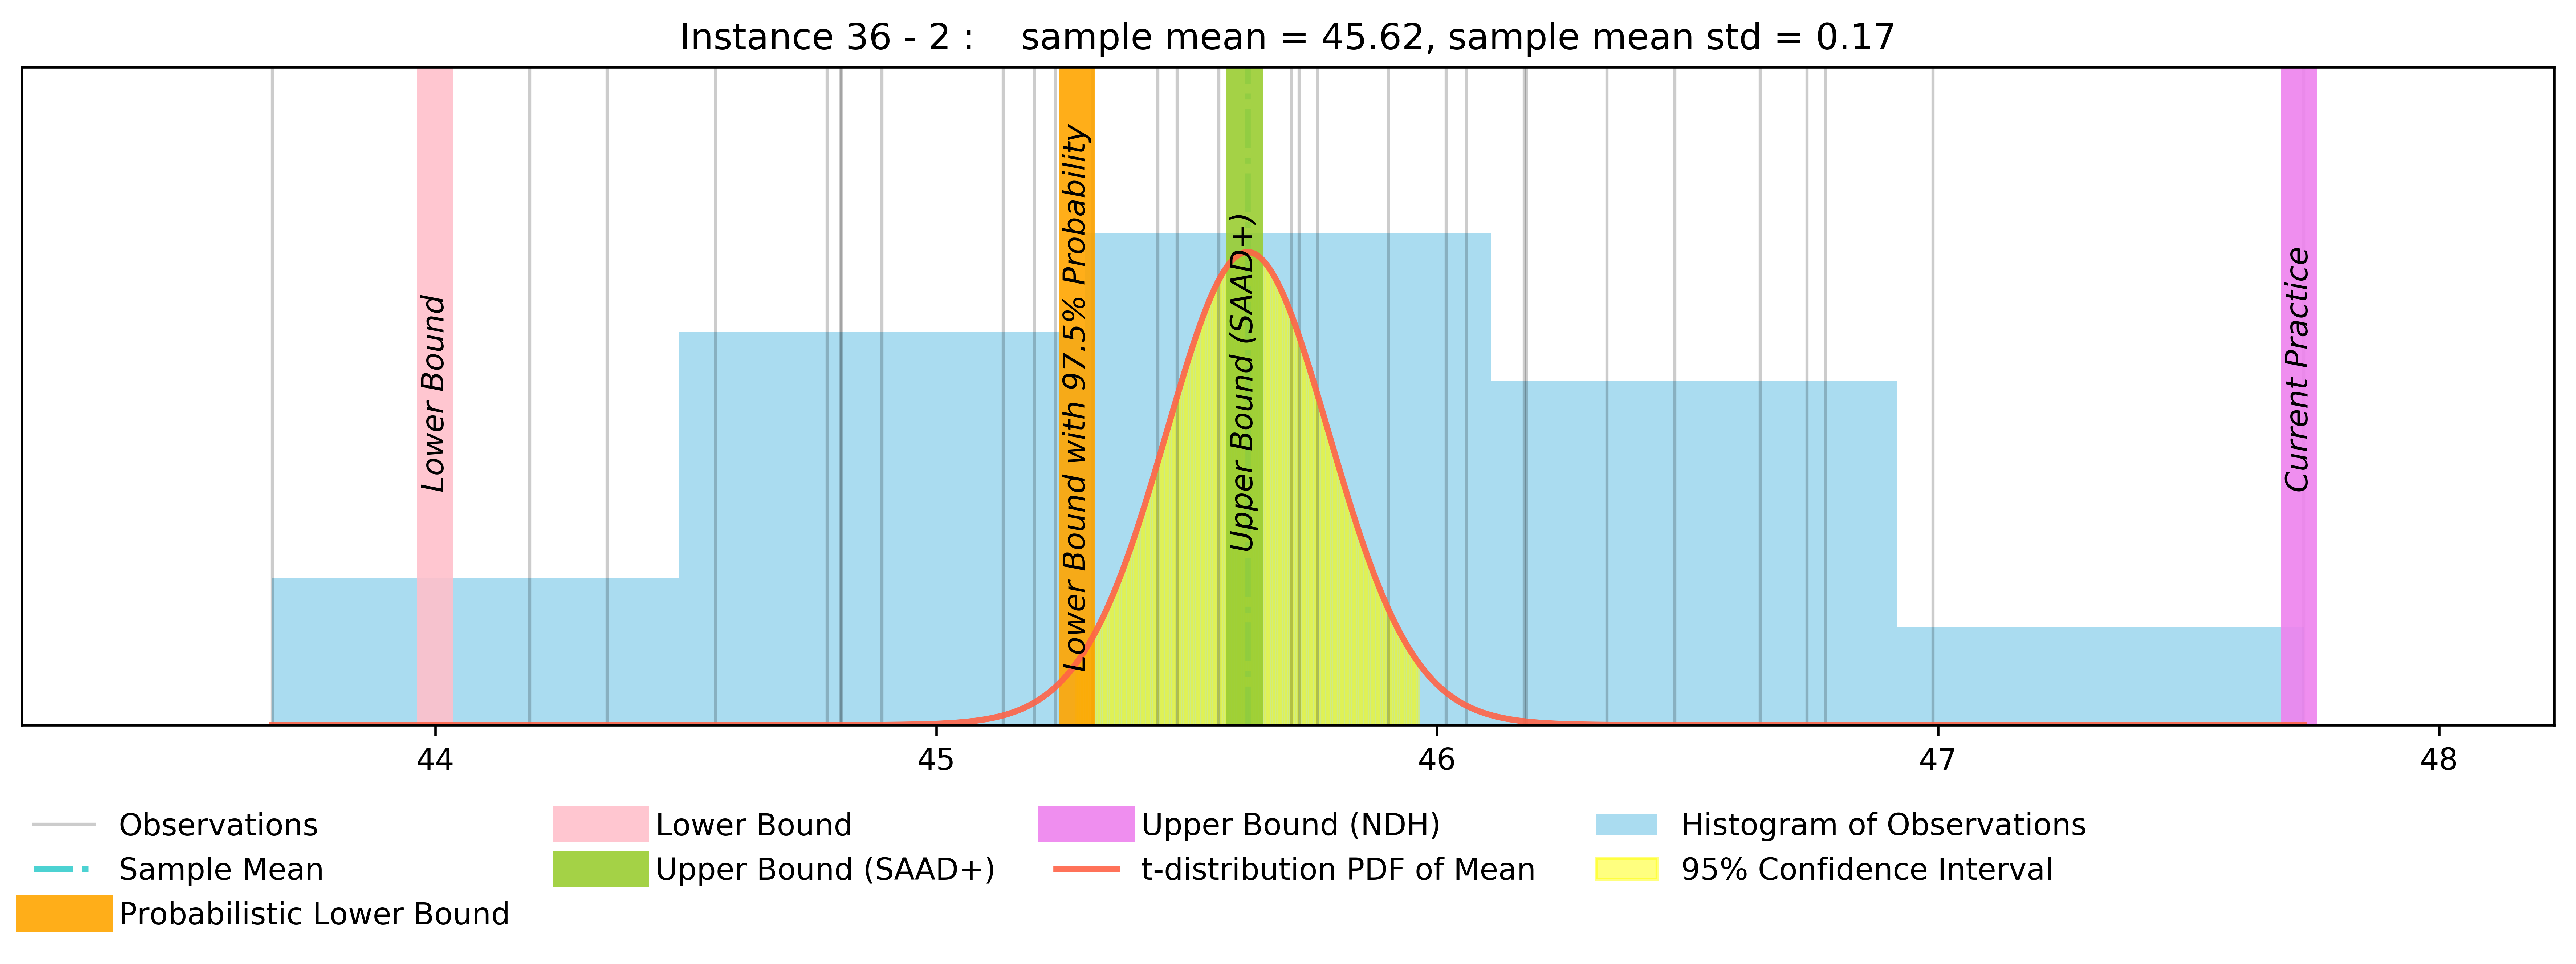 Instance 36 - 2 :    sample mean = 45.62, sample mean std = 0.17
Lower Bound
Lower Bound with 97.5% Probability
Upper Bound (SAAD+)
Current Practice
44 45 46 47 48
Observations
Sample Mean
Probabilistic Lower Bound
Lower Bound
Upper Bound (SAAD+)
Upper Bound (NDH)
t-distribution PDF of Mean
Histogram of Observations
95% Confidence Interval